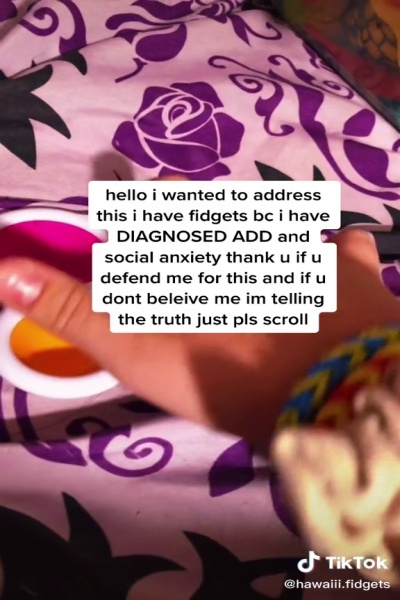 hello i wanted to address
this i have fidgets bc i have
DIAGNOSED ADD and
social anxiety thank u if u
defend me for this and if u
dont beleive me im telling
the truth just pls scroll
TikTok
@hawaiii.fidgets